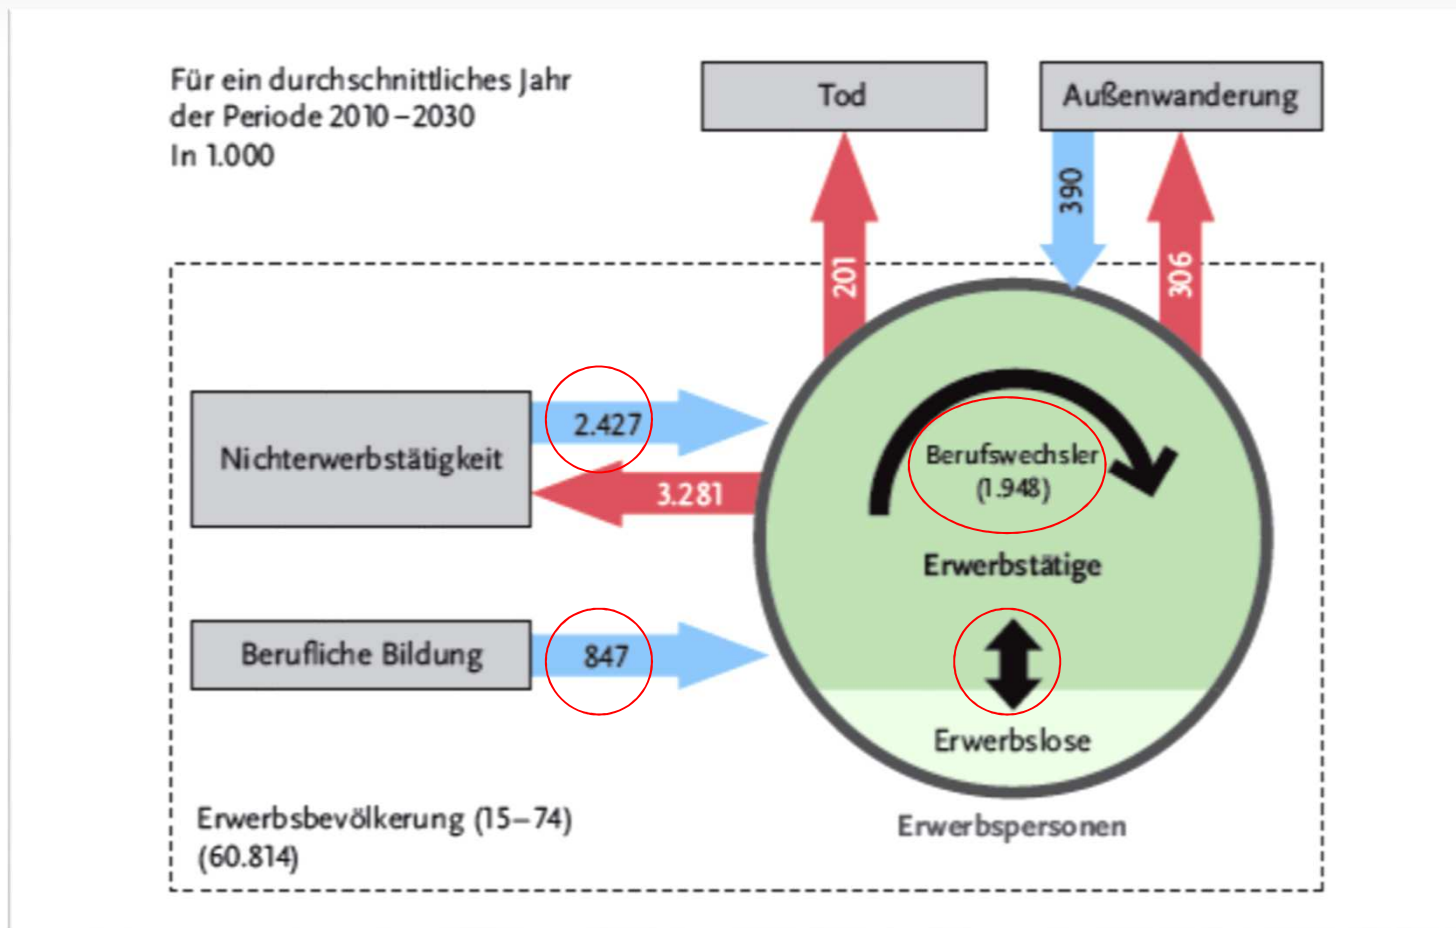 Für ein durchschnittliches Jahr
der Periode 2010–2030
In 1.000
Tod
Außenwanderung
201
390
306
Nichterwerbstätigkeit
2.427
3.281
Berufswechsler
(1.948)
Erwerbstätige
Berufliche Bildung
847
Erwerbslose
Erwerbsbevölkerung (15–74)
(60.814)
Erwerbspersonen